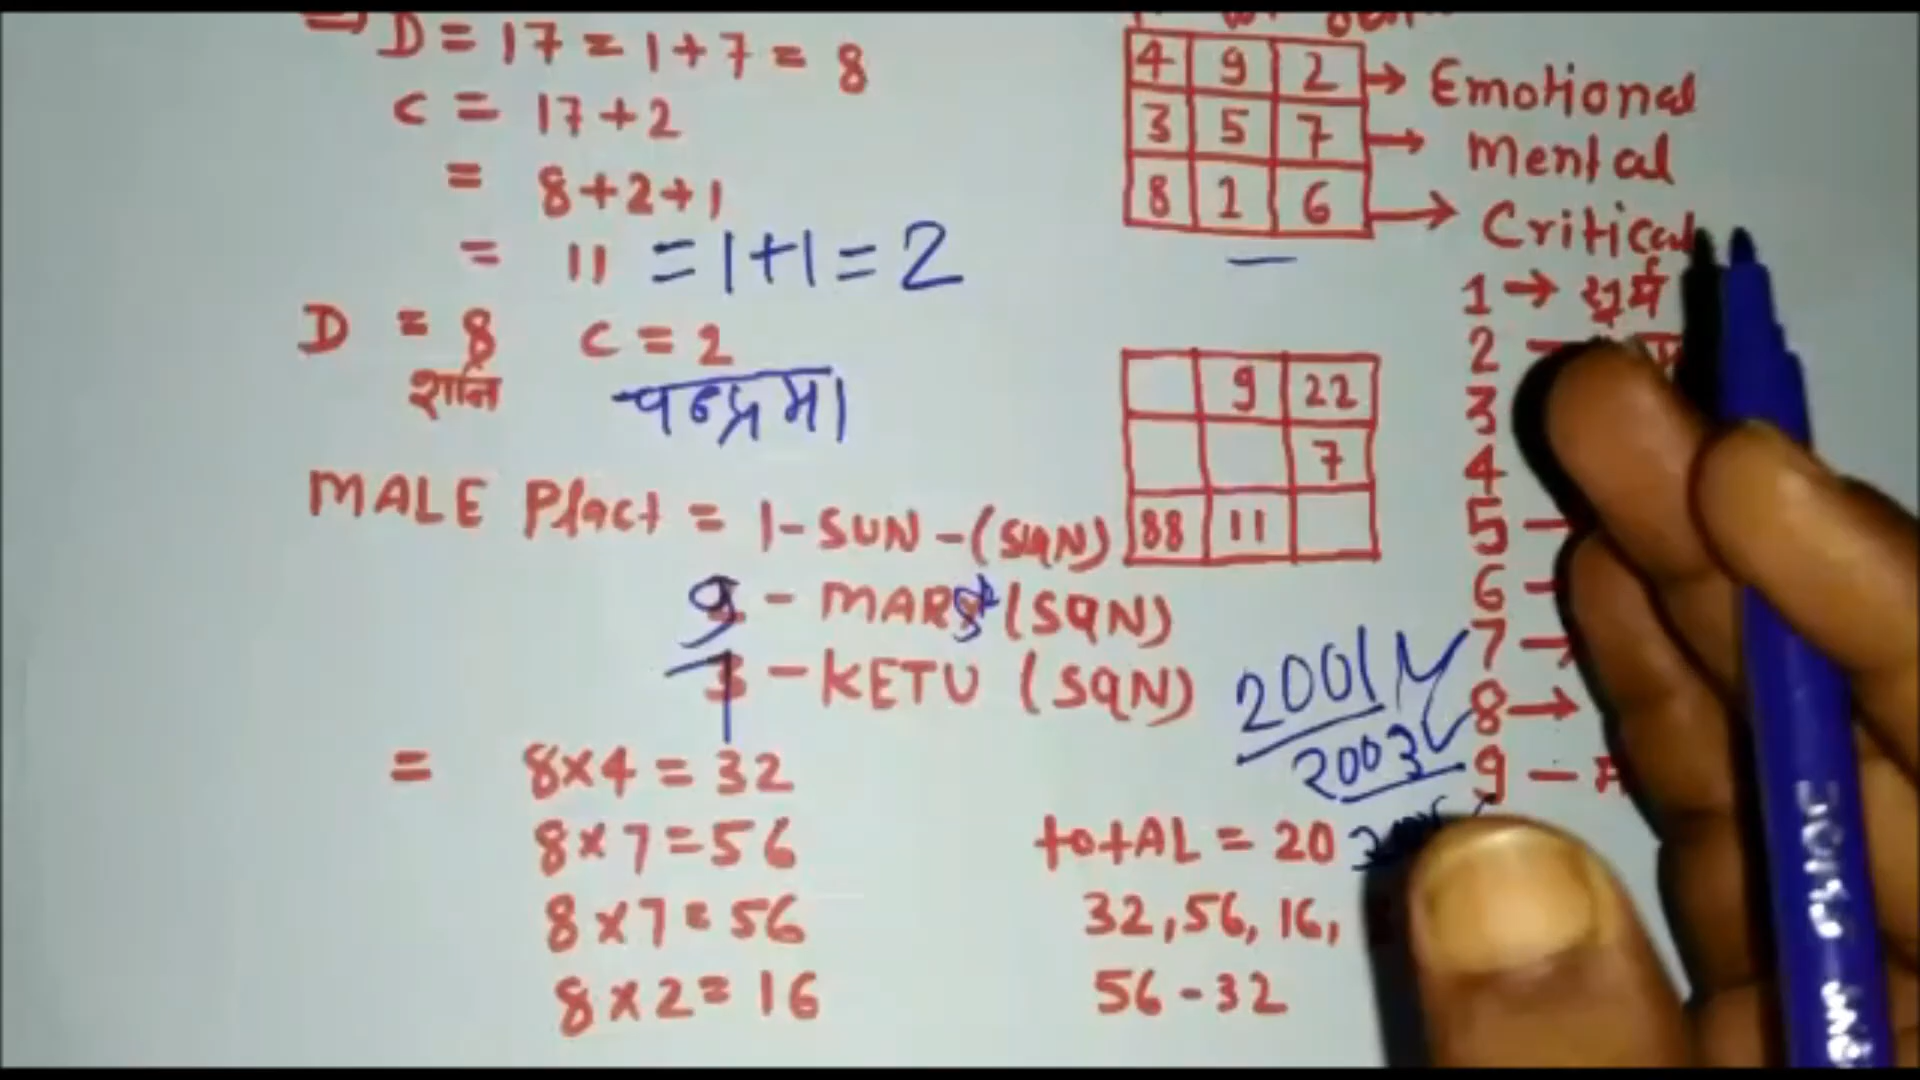 D = 17 = 1+7 = 8
C = 17+2
= 8+2+1
= 11 = 1+1 = 2
D = 8 C = 2
शनि चन्द्रमा
MALE Plact = 1-SUN-(SQN)
9 - MARS (SQN)
7 - KETU (SQN)
= 8×4 = 32
8×7=56
8×7=56
8×2=16
4 9 2 → Emotional
3 5 7 → Mental
8 1 6 → Critical
9 22
7
88 11
1 → सूर्य
2
3
4
5
6
7 →
8 →
9 –
2001
2003
totAL = 20
32, 56, 16,
56-32